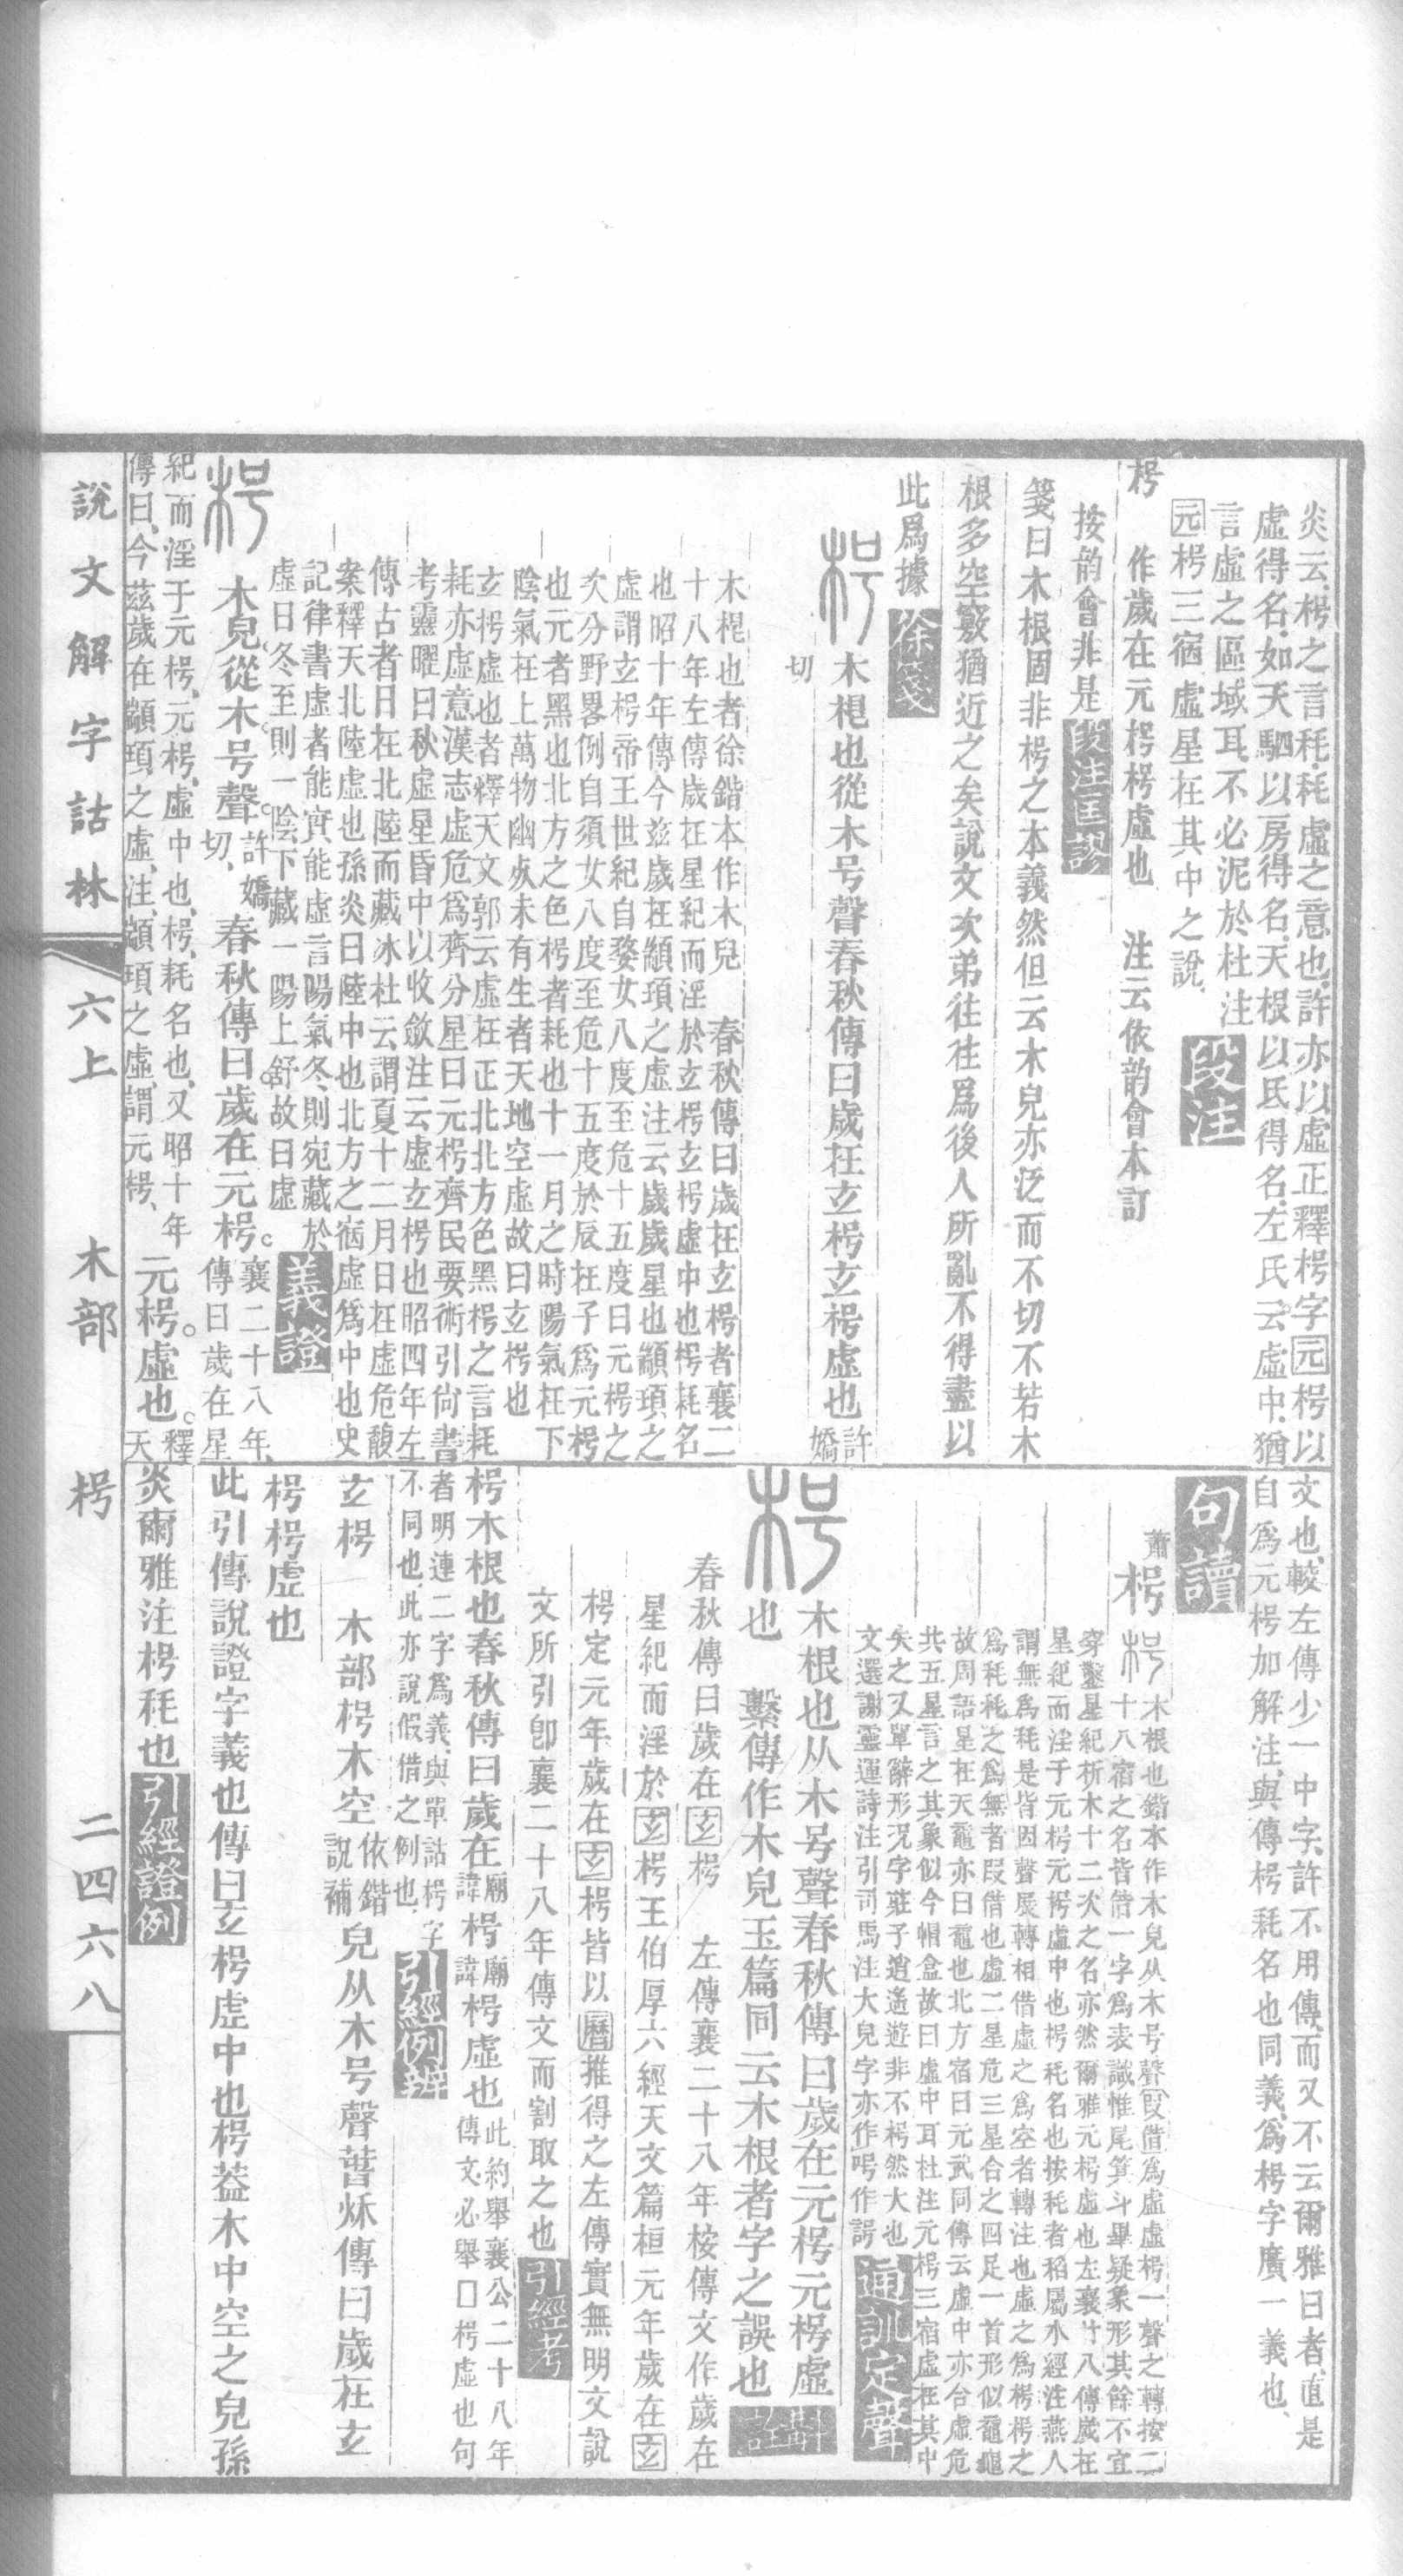 炎云枵之言秏秏虛之意也許亦以虛正釋枵字元枵以
虛得名如天駟以房得名天根以氐得名左氏云虛中猶
言虛之區域耳不必泥於杜注
元枵三宿虛星在其中之說
段注
枵 作歲在元枵枵虛也 注云依韵會本訂
按韵會非是
段注匡謬
箋曰木根固非枵之本義然但云木皃亦泛而不切不若木
根多空竅猶近之矣說文次弟往往爲後人所亂不得盡以
此爲據
徐箋
枵
木根也從木号聲春秋傳曰歲在玄枵玄枵虛也許嬌
切
木根也者徐鍇本作木皃 春秋傳曰歲在玄枵者襄二
十八年左傳歲在星紀而淫於玄枵玄枵虛中也枵耗名
也昭十年傳今兹歲在顓頊之虛注云歲歲星也顓頊之
虛謂玄枵帝王世紀自婺女八度至危十五度曰元枵之
次分野畧例自須女八度至危十五度於辰在子爲元枵
也元者黑也北方之色枵者耗也十一月之時陽氣在下
陰氣在上萬物幽死未有生者天地空虛故曰玄枵也
玄枵虛也者釋天文郭云虛在正北北方色黑枵之言耗
耗亦虛意漢志虛危爲齊分星曰元枵齊民要術引尙書
考靈曜曰秋虛星昏中以收斂注云虛玄枵也昭四年左
傳古者日在北陸而藏冰杜云謂夏十二月日在虛危馥
案釋天北陸虛也孫炎曰陸中也北方之宿虛爲中也史
記律書虛者能實能虛言陽氣冬則宛藏於
虛日冬至則一陰下藏一陽上舒故曰虛
義證
枵
木皃從木号聲許嬌切春秋傳曰歲在元枵襄二十八年傳曰歲在星
紀而淫于元枵元枵虛中也枵耗名也又昭十年
傳曰今茲歲在顓頊之虛注顓頊之虛謂元枵
元枵虛也釋天
文也較左傳少一中字許不用傳而又不云爾雅曰者直是
自爲元枵加解注與傳枵耗名也同義爲枵字廣一義也
句讀
蕭 枵
木根也鍇本作木皃从木号聲叚借爲虛虛枵一聲之轉按二
十八宿之名皆借一字爲表識惟尾箕斗畢疑象形其餘不宜
穿鑿星紀析木十二次之名亦然爾雅元枵虛也左襄廿八傳歲在
星紀而淫于元枵元枵虛中也枵秏名也按秏者稻屬水經注燕人
謂無爲秏是皆因聲展轉相借虛之爲空者轉注也虛之爲枵枵之
爲秏秏之爲無者叚借也虛二星危三星合之四足一首形似黿龜
故周語星在天黿亦曰黿也北方宿曰元武同傳云虛中亦合虛危
共五星言之其象似今帽盒故曰虛中耳杜注元枵三宿虛在其中
失之又單辭形況字莊子逍遙遊非不枵然大也
文選謝靈運詩注引司馬注大皃字亦作呺作諤
通訓定聲
枵
木根也从木号聲春秋傳曰歲在元枵元枵虛
也 繫傳作木皃玉篇同云木根者字之誤也
斠詮
春秋傳曰歲在玄枵 左傳襄二十八年桉傳文作歲在
星紀而淫於玄枵王伯厚六經天文篇桓元年歲在玄
枵定元年歲在玄枵皆以曆推得之左傳實無明文說
文所引卽襄二十八年傳文而割取之也
引經考
枵木根也春秋傳曰歲在廟諱枵廟諱枵虛也此約舉襄公二十八年傳文必舉口枵虛也句
者明連二字爲義與單詁枵字
不同也此亦說假借之例也
引經例辨
玄枵 木部枵木空依鍇說補皃从木号聲萅秌傳曰歲在玄
枵枵虛也
此引傳說證字義也傳曰玄枵虛中也枵葢木中空之皃孫
炎爾雅注枵秏也
引經證例
說文解字詁林 六上 木部 枵 二四六八